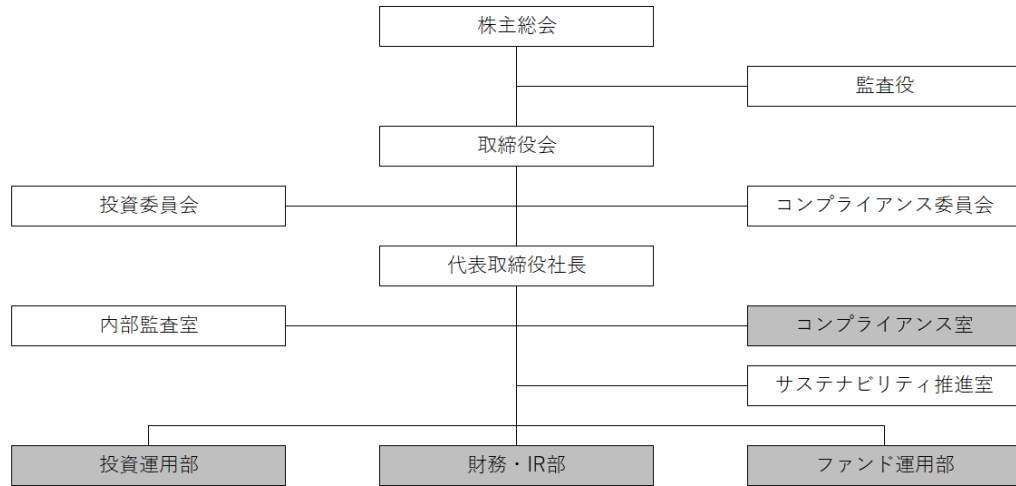 株主総会
監査役
取締役会
投資委員会
コンプライアンス委員会
代表取締役社長
内部監査室
コンプライアンス室
サステナビリティ推進室
投資運用部
財務・IR部
ファンド運用部